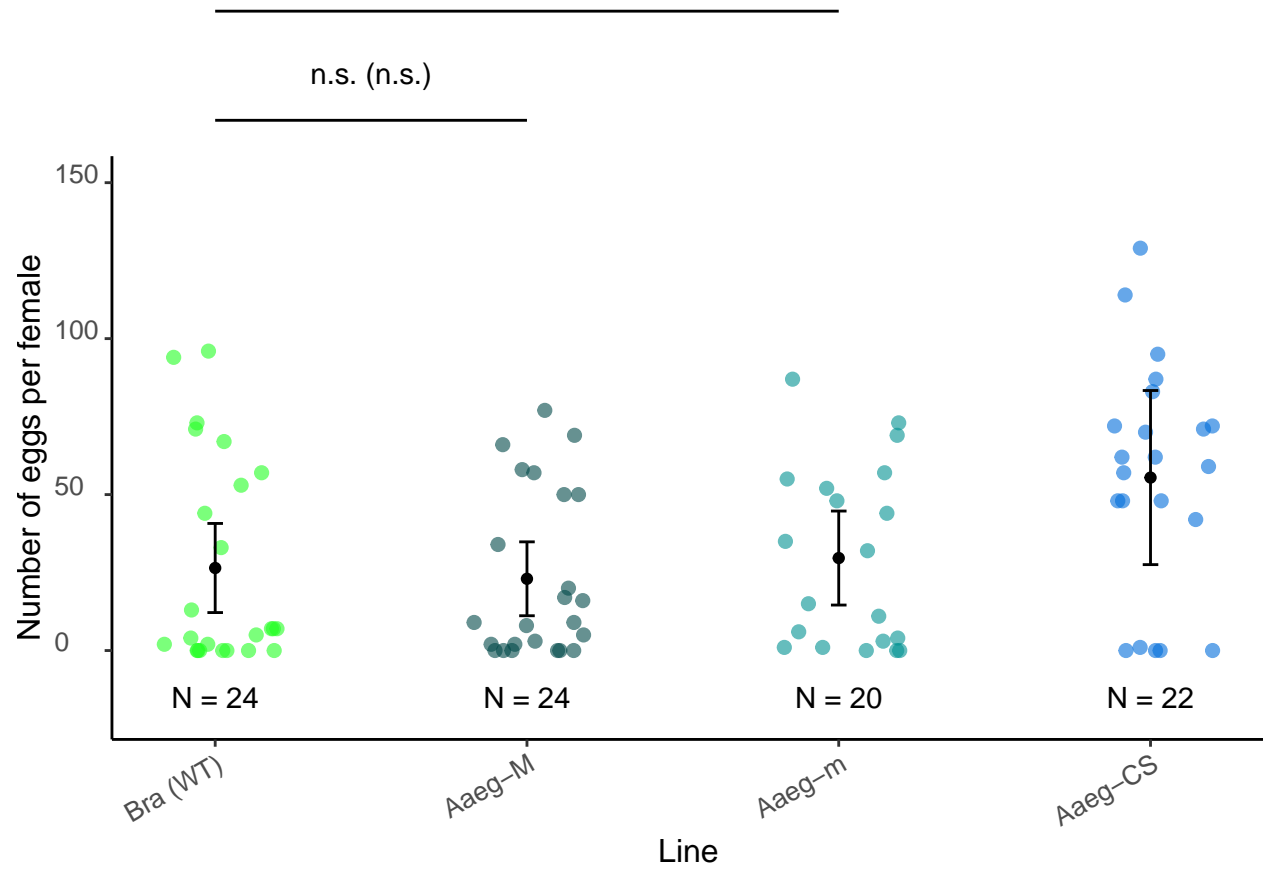 n.s. (n.s.)
150
100
50
0
Number of eggs per female
N = 24
N = 24
N = 20
N = 22
Bra (WT)
Aaeg−M
Aaeg−m
Aaeg−CS
Line